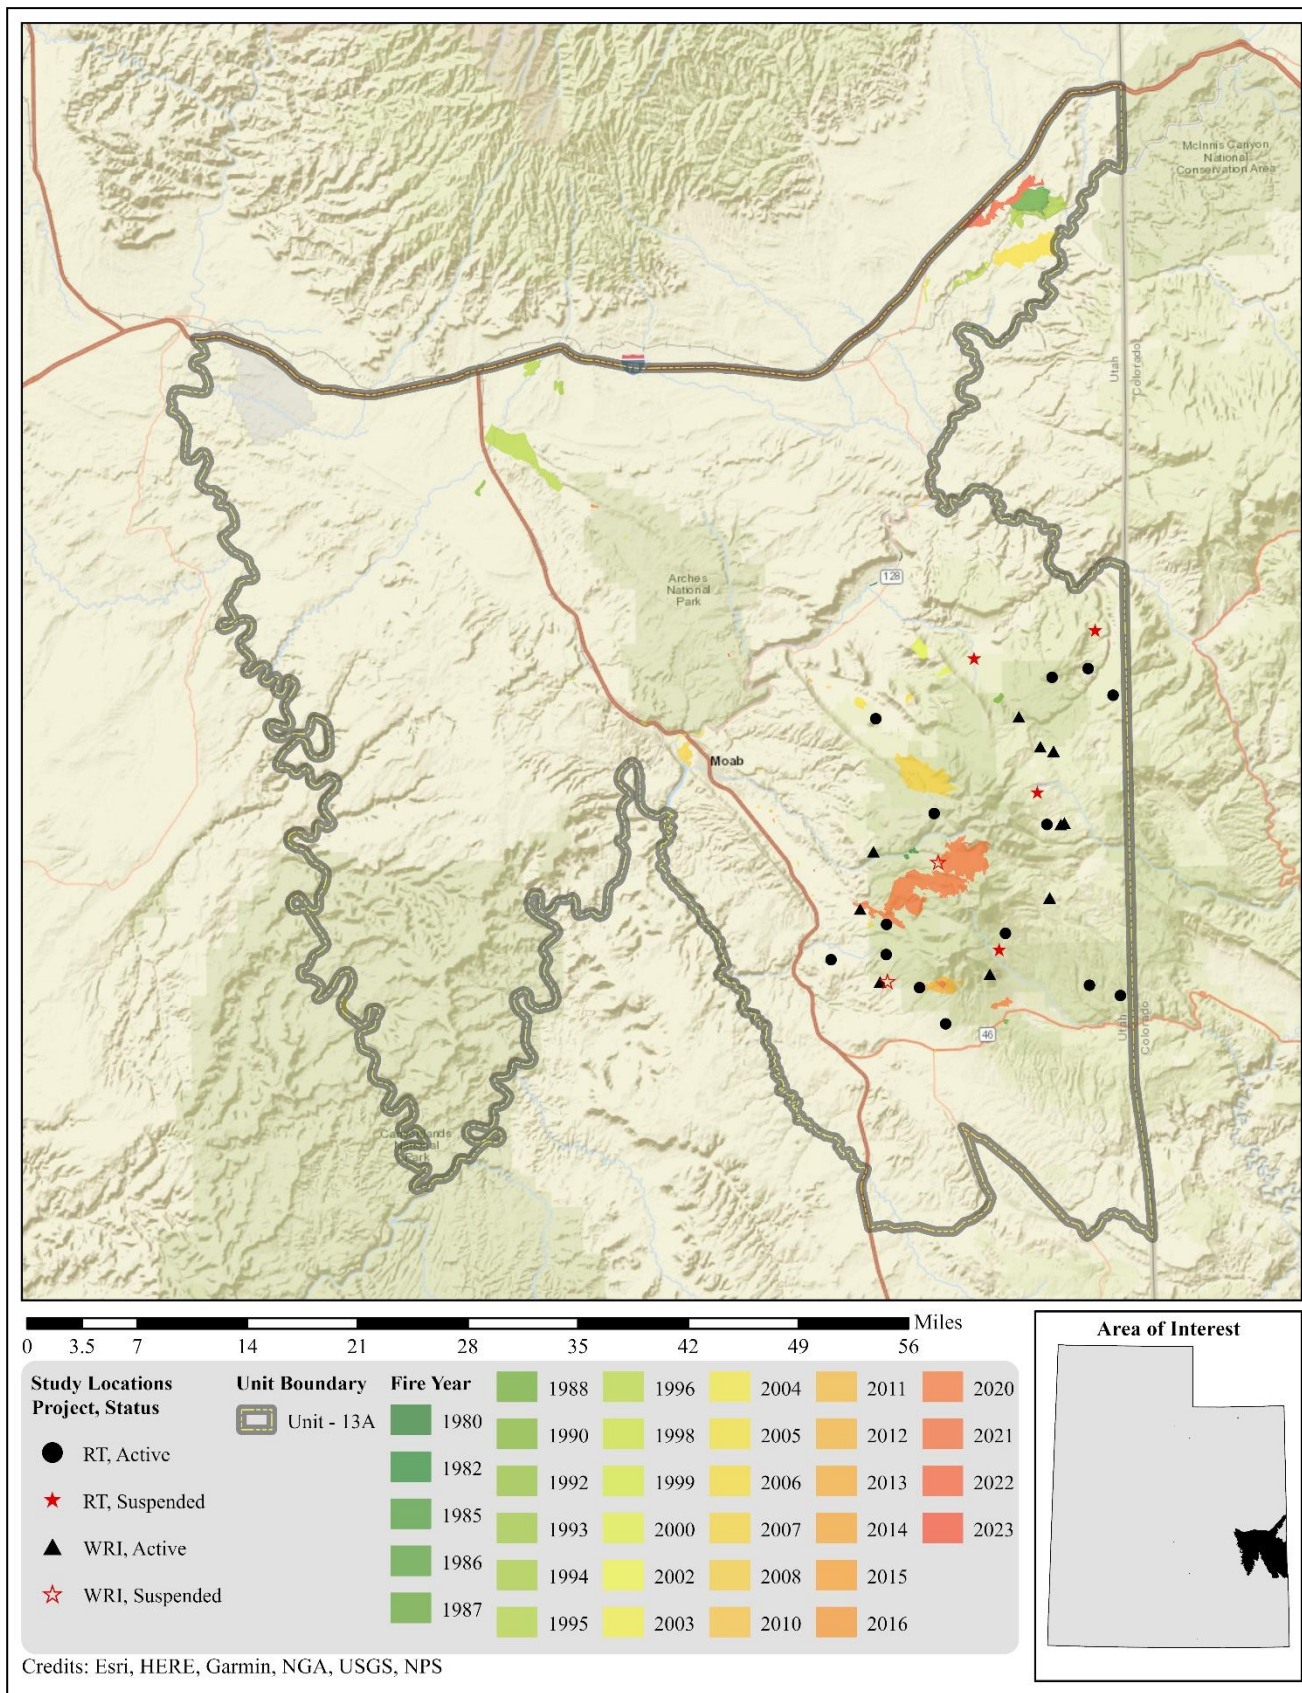 McInnis Canyon
National
Conservation Area
Utah
Colorado
Arches
National
Park
128
Moab
46
Utah
Colorado
Park
Miles
0 3.5 7 14 21 28 35 42 49 56
Study Locations
Project, Status
RT, Active
RT, Suspended
WRI, Active
WRI, Suspended
Unit Boundary
Unit - 13A
Fire Year
1980
1982
1985
1986
1987
1988
1990
1992
1993
1994
1995
1996
1998
1999
2000
2002
2003
2004
2005
2006
2007
2008
2010
2011
2012
2013
2014
2015
2016
2020
2021
2022
2023
Area of Interest
Credits: Esri, HERE, Garmin, NGA, USGS, NPS